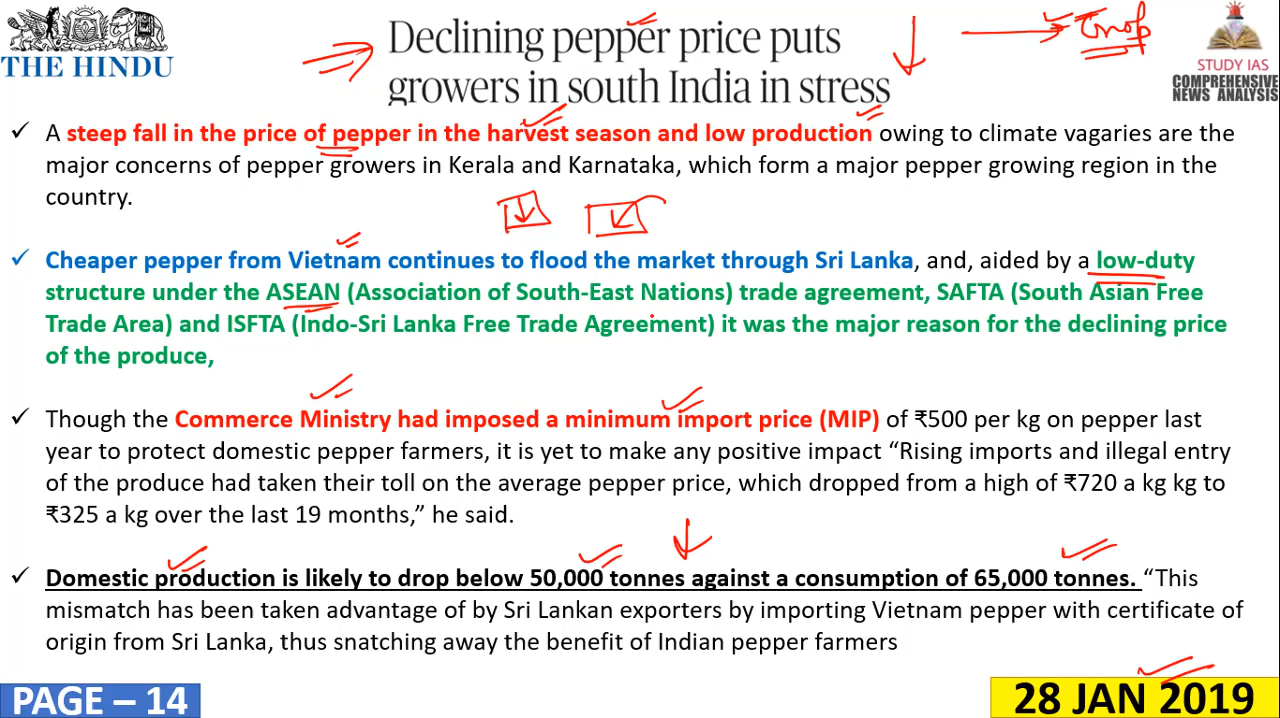 THE HINDU
Declining pepper price puts
growers in south India in stress
STUDY IAS
COMPREHENSIVE
NEWS ANALYSIS
✓ A steep fall in the price of pepper in the harvest season and low production owing to climate vagaries are the
major concerns of pepper growers in Kerala and Karnataka, which form a major pepper growing region in the
country.
✓ Cheaper pepper from Vietnam continues to flood the market through Sri Lanka, and, aided by a low-duty
structure under the ASEAN (Association of South-East Nations) trade agreement, SAFTA (South Asian Free
Trade Area) and ISFTA (Indo-Sri Lanka Free Trade Agreement) it was the major reason for the declining price
of the produce,
✓ Though the Commerce Ministry had imposed a minimum import price (MIP) of ₹500 per kg on pepper last
year to protect domestic pepper farmers, it is yet to make any positive impact “Rising imports and illegal entry
of the produce had taken their toll on the average pepper price, which dropped from a high of ₹720 a kg kg to
₹325 a kg over the last 19 months,” he said.
✓ Domestic production is likely to drop below 50,000 tonnes against a consumption of 65,000 tonnes. “This
mismatch has been taken advantage of by Sri Lankan exporters by importing Vietnam pepper with certificate of
origin from Sri Lanka, thus snatching away the benefit of Indian pepper farmers
PAGE – 14
28 JAN 2019